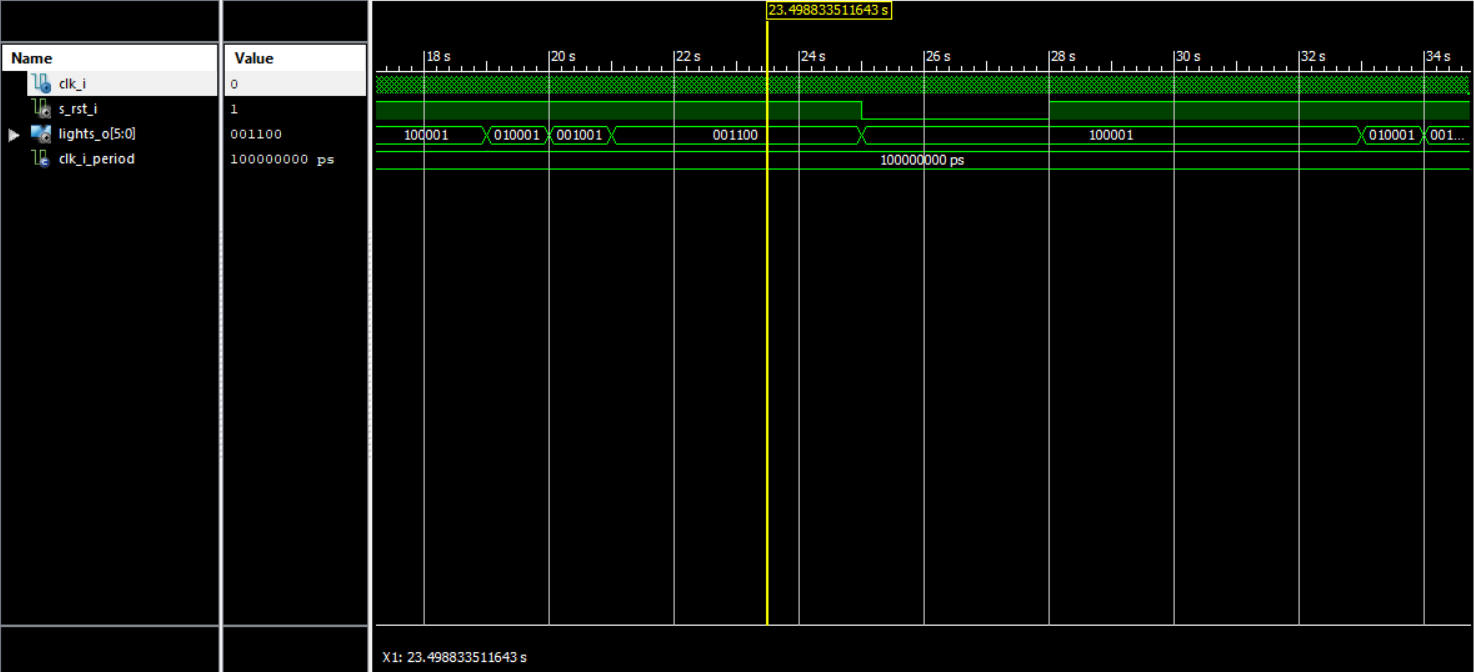 23.498833511643 s
Name Value 18 s 20 s 22 s 24 s 26 s 28 s 30 s 32 s 34 s
clk_i 0
s_rst_i 1
lights_o[5:0] 001100 100001 010001 001001 001100 100001 010001 001...
clk_i_period 100000000 ps 100000000 ps
X1: 23.498833511643 s